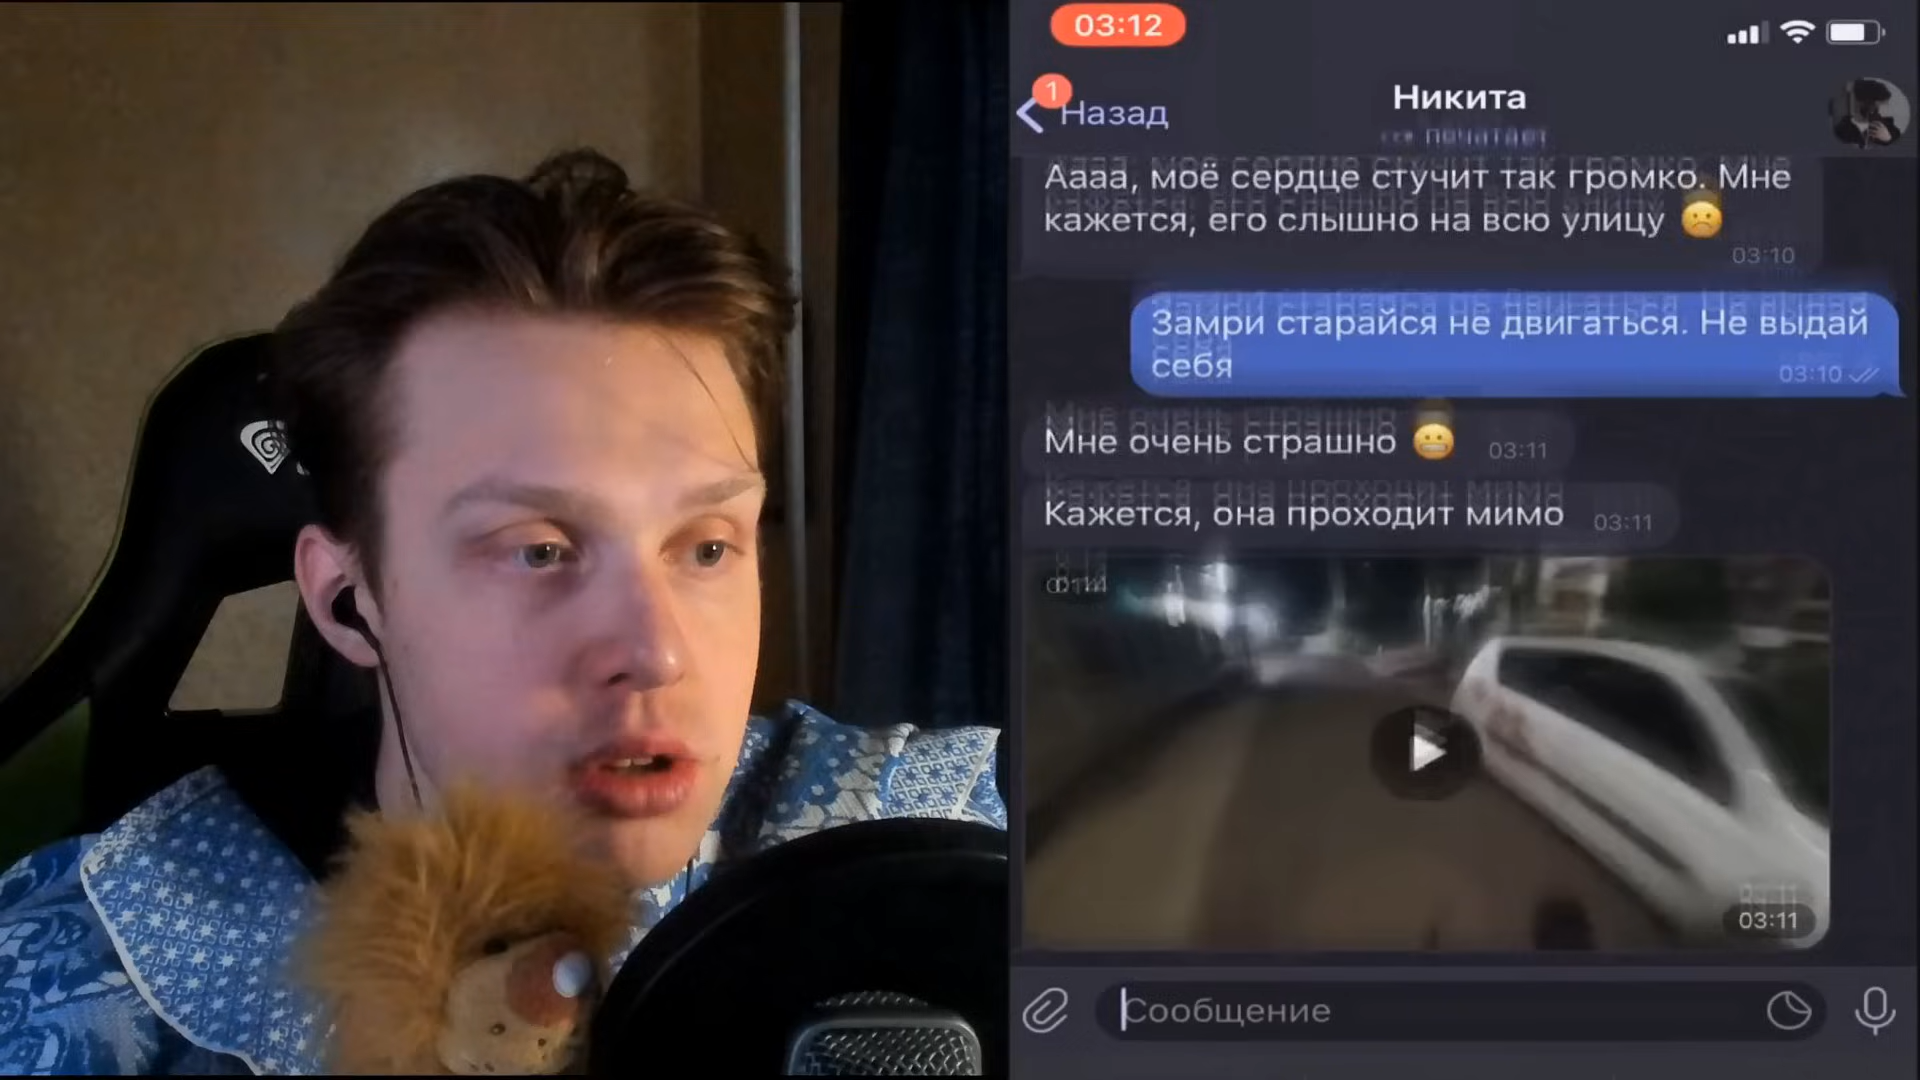 03:12
1
Назад
Никита
печатает
Аааа, моё сердце стучит так громко. Мне
кажется, его слышно на всю улицу
03:10
Замри старайся не двигаться. Не выдай
себя
03:10
Мне очень страшно
03:11
Кажется, она проходит мимо
03:11
03:11
Сообщение